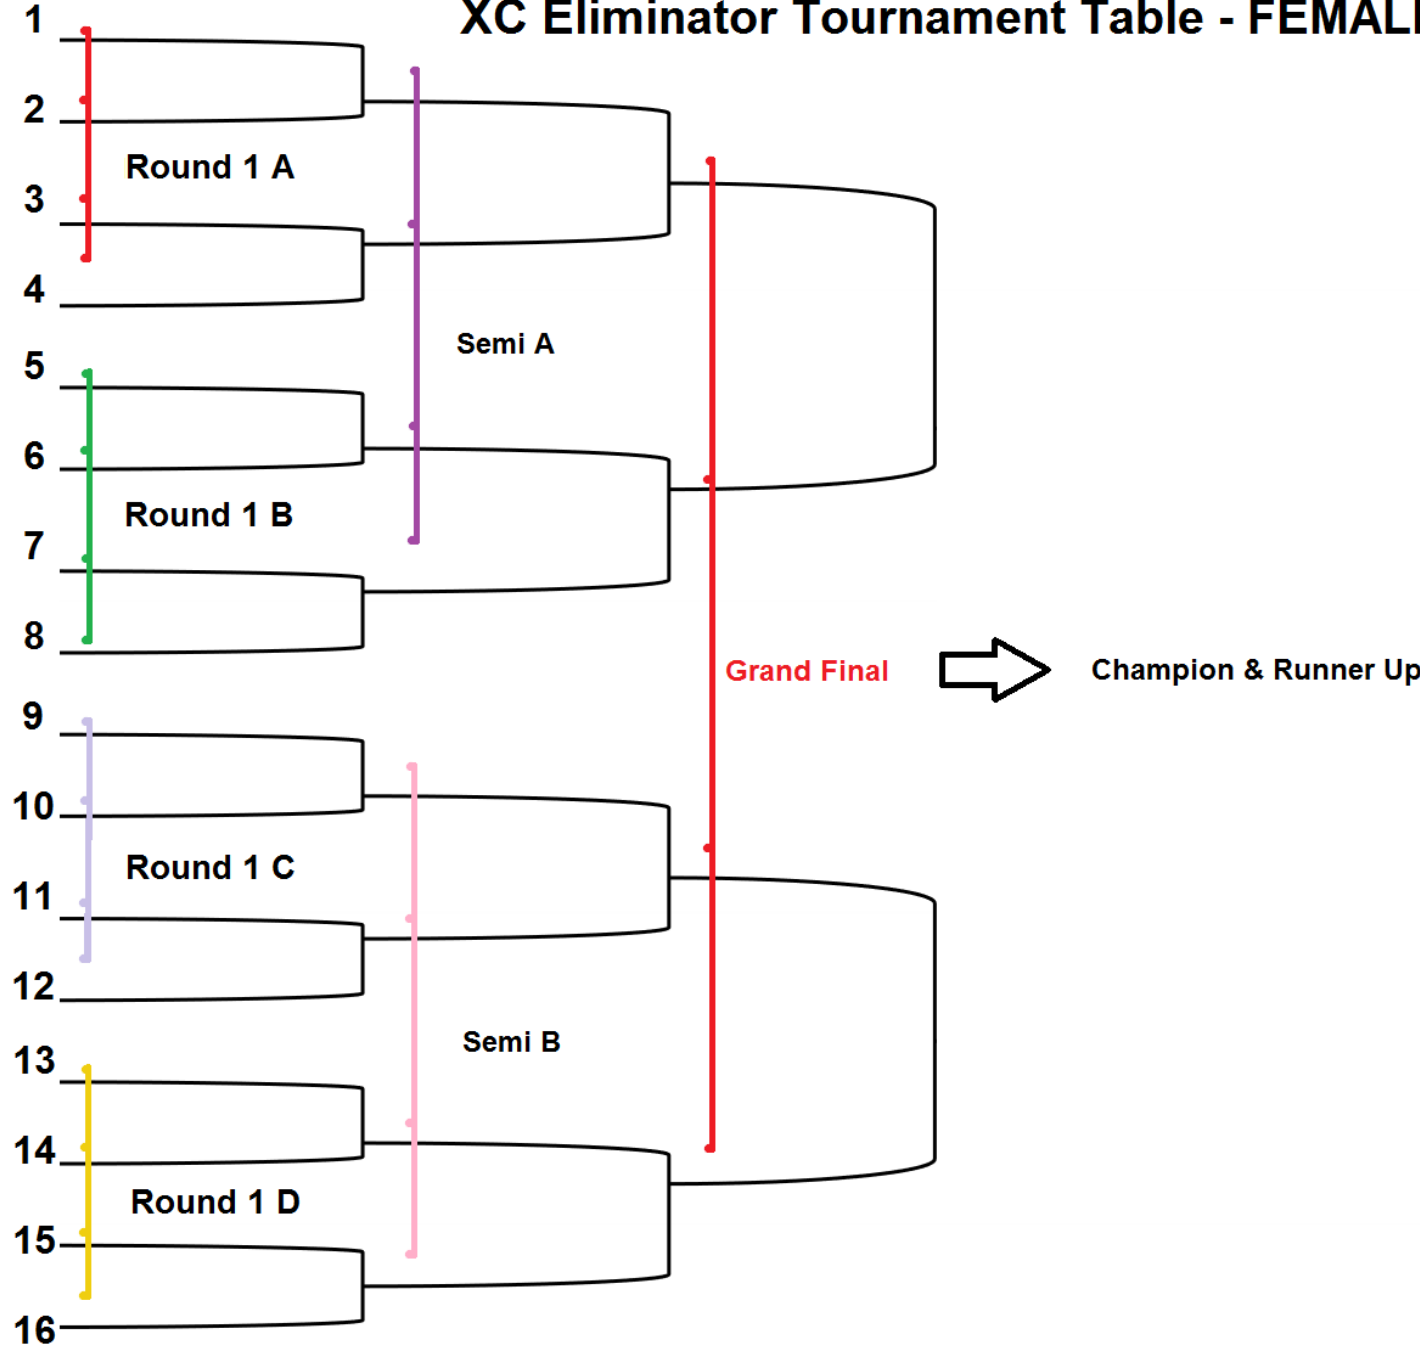 XC Eliminator Tournament Table - FEMAL
1
2
Round 1 A
3
4
Semi A
5
6
Round 1 B
7
8
Grand Final
Champion & Runner Up
9
10
Round 1 C
11
12
Semi B
13
14
Round 1 D
15
16